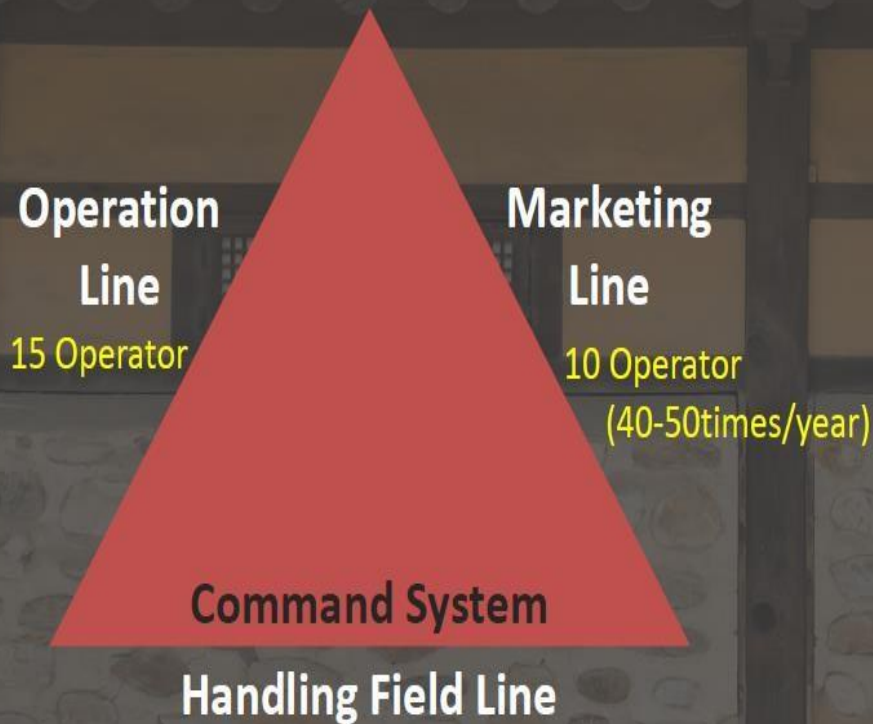 Operation
Line
15 Operator
Marketing
Line
10 Operator
(40-50times/year)
Command System
Handling Field Line